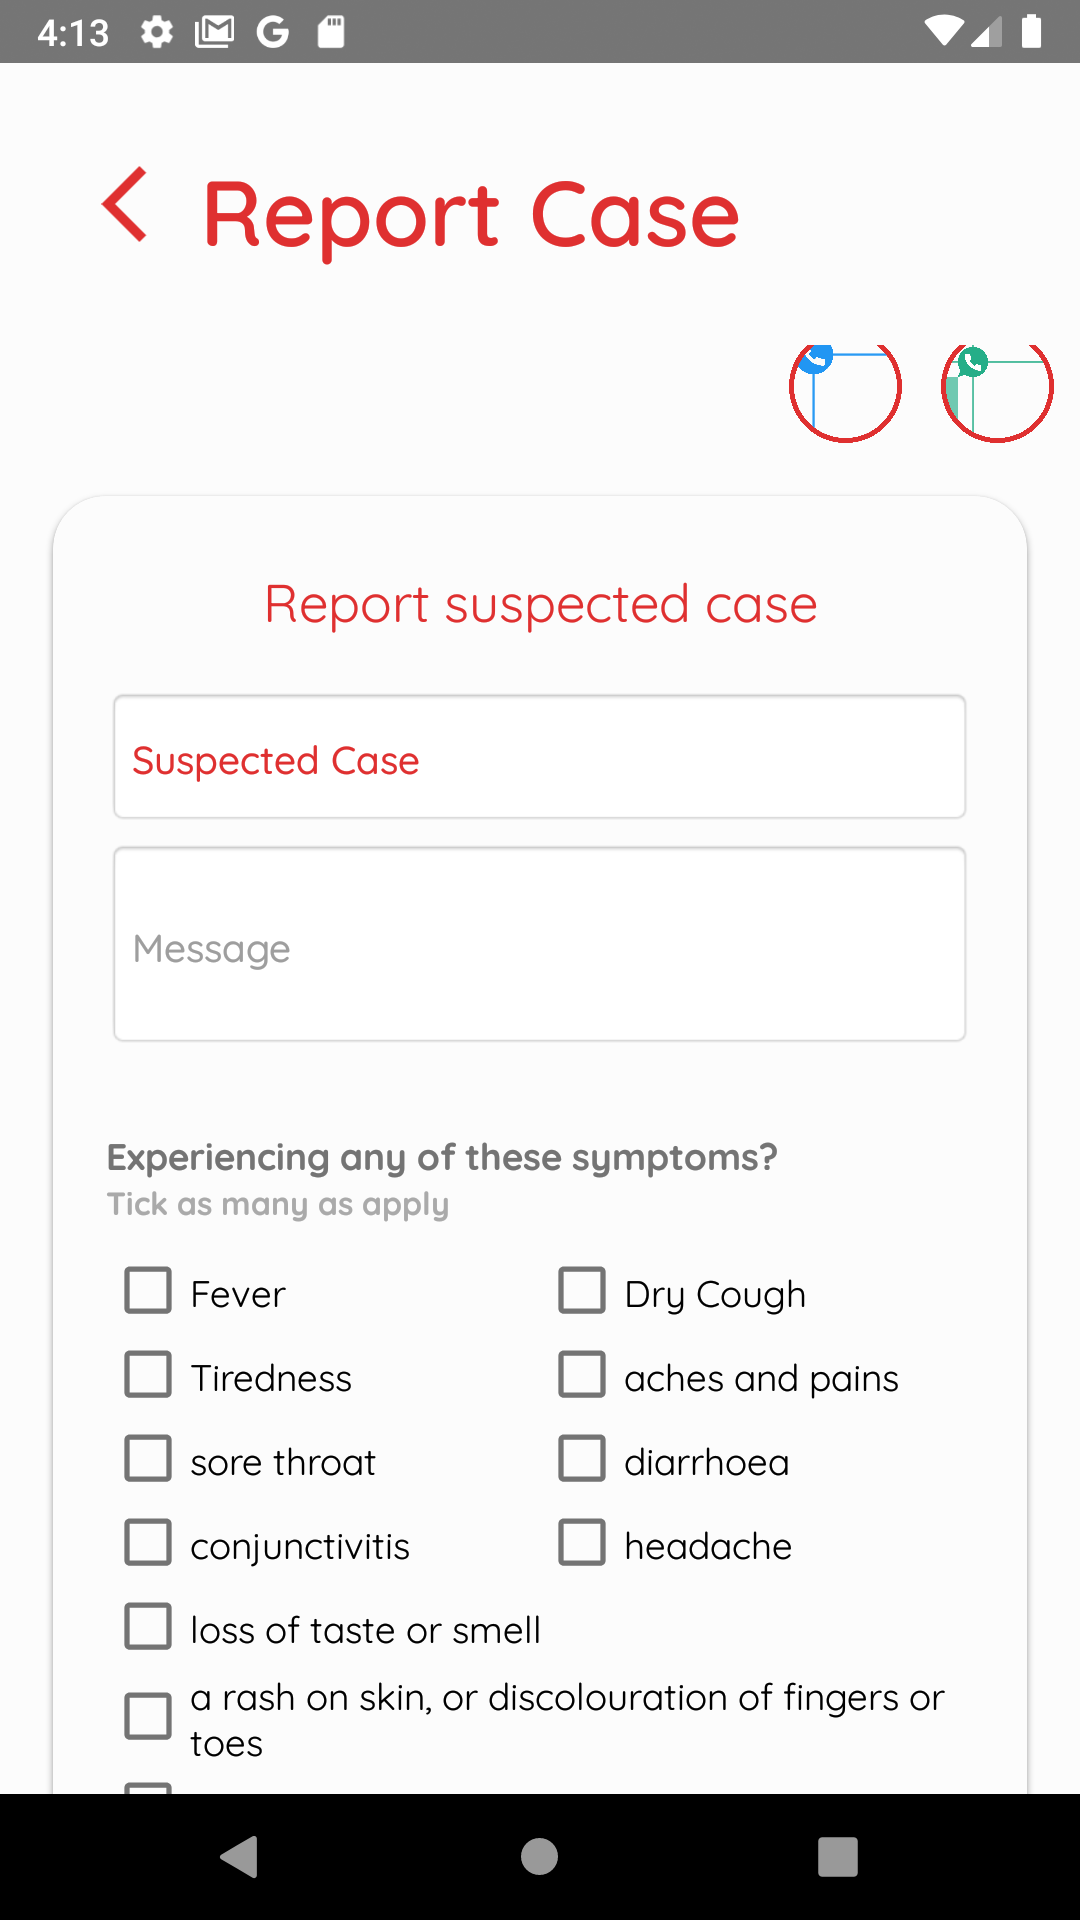 4:13
Report Case
Report suspected case
Suspected Case
Message
Experiencing any of these symptoms?
Tick as many as apply
Fever
Dry Cough
Tiredness
aches and pains
sore throat
diarrhoea
conjunctivitis
headache
loss of taste or smell
a rash on skin, or discolouration of fingers or
toes